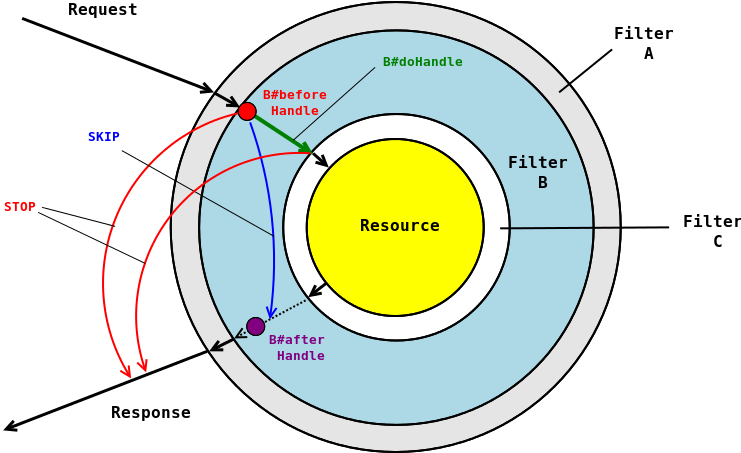 Request
Filter
A
B#doHandle
B#before
Handle
SKIP
Filter
B
STOP
Resource
Filter
C
B#after
Handle
Response